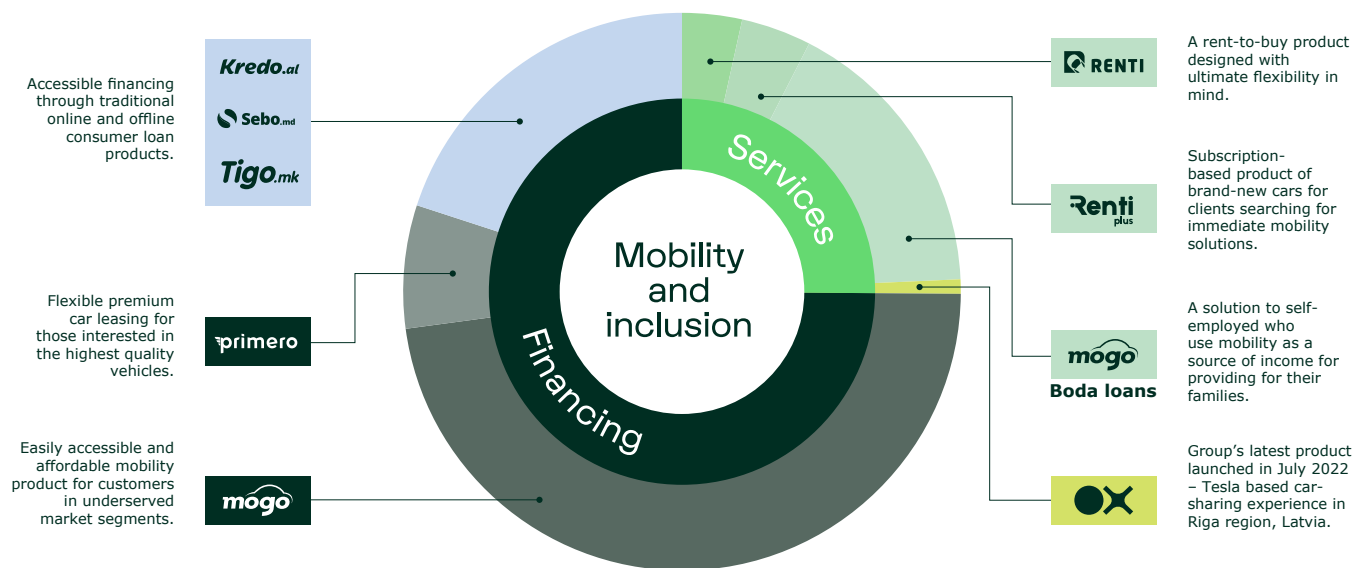 Accessible financing
through traditional
online and offline
consumer loan
products.
Kredo.al
Sebo.md
Tigo.mk
Flexible premium
car leasing for
those interested in
the highest quality
vehicles.
primero
Easily accessible and
affordable mobility
product for customers
in underserved
market segments.
mogo
Services
Mobility
and
inclusion
Financing
RENTI
A rent-to-buy product
designed with
ultimate flexibility in
mind.
Renti
plus
Subscription-
based product of
brand-new cars for
clients searching for
immediate mobility
solutions.
mogo
Boda loans
A solution to self-
employed who
use mobility as a
source of income for
providing for their
families.
OX
Group’s latest product
launched in July 2022
– Tesla based car-
sharing experience in
Riga region, Latvia.